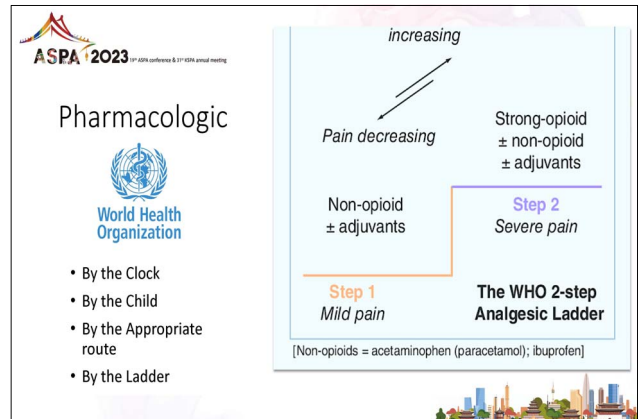 ASPA 2023 19th ASPA conference & 31st KSPA annual meeting
Pharmacologic
World Health
Organization
• By the Clock
• By the Child
• By the Appropriate
route
• By the Ladder
increasing
Pain decreasing
Strong-opioid
± non-opioid
± adjuvants
Non-opioid
± adjuvants
Step 2
Severe pain
Step 1
Mild pain
The WHO 2-step
Analgesic Ladder
[Non-opioids = acetaminophen (paracetamol); ibuprofen]